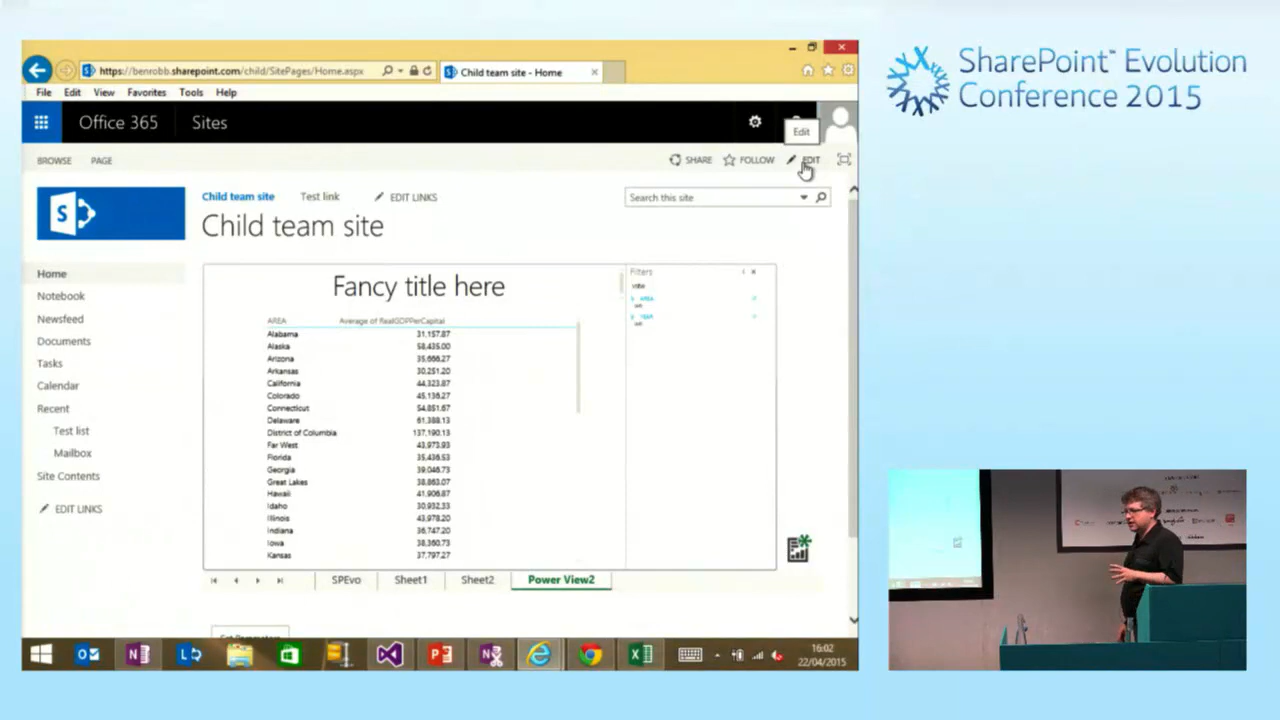 https://benrobb.sharepoint.com/child/SitePages/Home.aspx
Child team site - Home
File Edit View Favorites Tools Help
Office 365 Sites
Edit
BROWSE PAGE
SHARE FOLLOW EDIT
Child team site Test link EDIT LINKS
Search this site
Child team site
Home
Notebook
Newsfeed
Documents
Tasks
Calendar
Recent
Test list
Mailbox
Site Contents
EDIT LINKS
Fancy title here
AREA Average of RealGDPPerCapital
Alabama 31,157.87
Alaska 58,435.00
Arizona 35,666.27
Arkansas 30,251.20
California 44,323.87
Colorado 45,136.27
Connecticut 54,851.67
Delaware 61,388.13
District of Columbia 137,190.13
Far West 43,973.93
Florida 35,436.53
Georgia 39,046.73
Great Lakes 38,863.07
Hawaii 41,906.87
Idaho 30,932.33
Illinois 43,978.20
Indiana 36,747.20
Iowa 38,360.73
Kansas 37,797.27
Filters
VIEW
AREA
YEAR
SPEvo Sheet1 Sheet2 Power View2
16:02
22/04/2015
SharePoint™ Evolution
Conference 2015